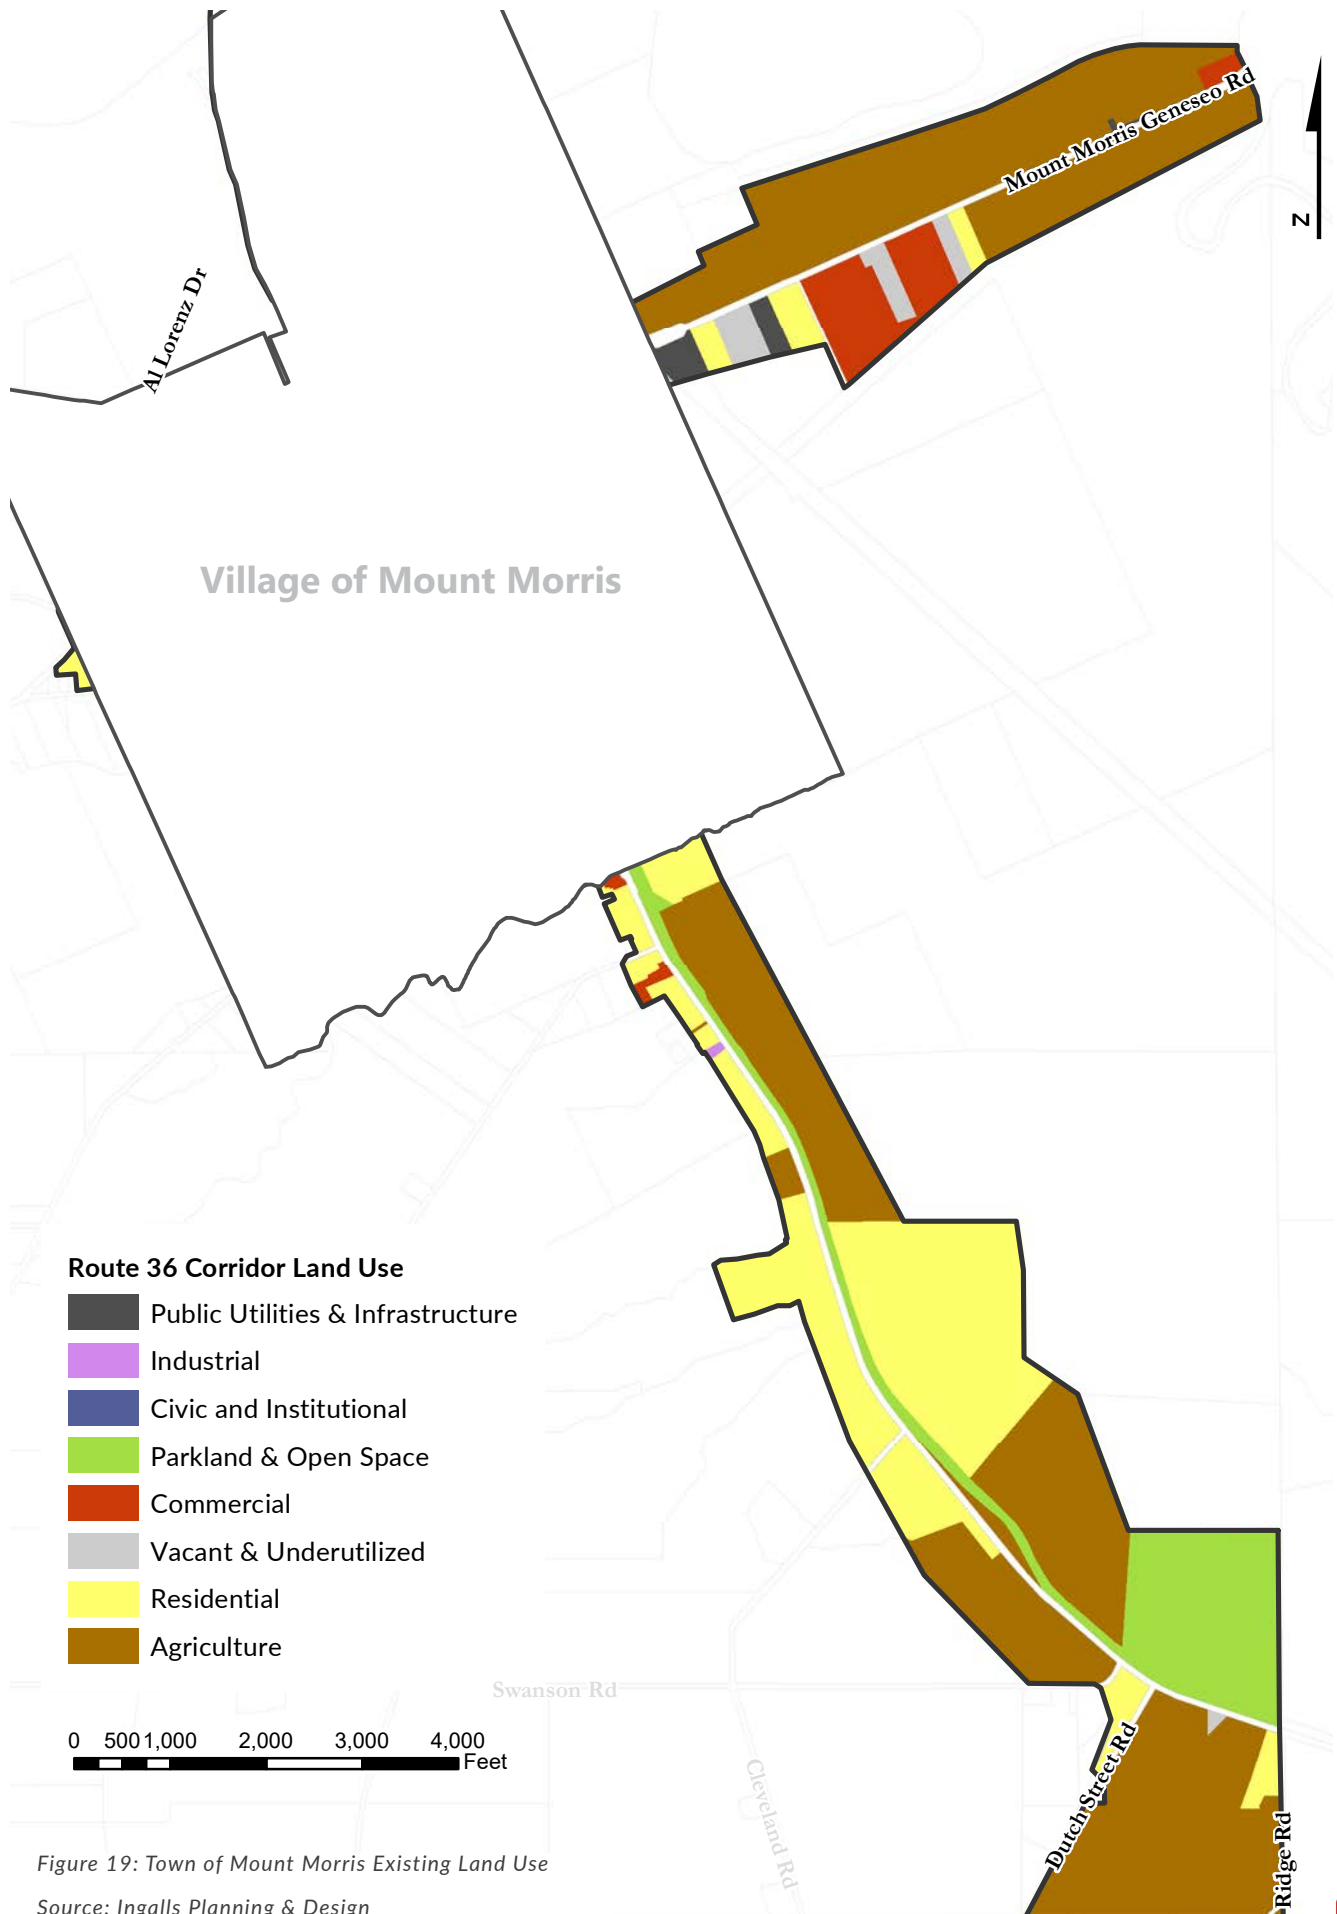 Mount Morris Geneseo Rd
N
Al Lorenz Dr
Village of Mount Morris
Route 36 Corridor Land Use
Public Utilities & Infrastructure
Industrial
Civic and Institutional
Parkland & Open Space
Commercial
Vacant & Underutilized
Residential
Agriculture
Swanson Rd
0 500 1,000 2,000 3,000 4,000
Feet
Cleveland Rd
Dutch Street Rd
Ridge Rd
Figure 19: Town of Mount Morris Existing Land Use
Source: Ingalls Planning & Design